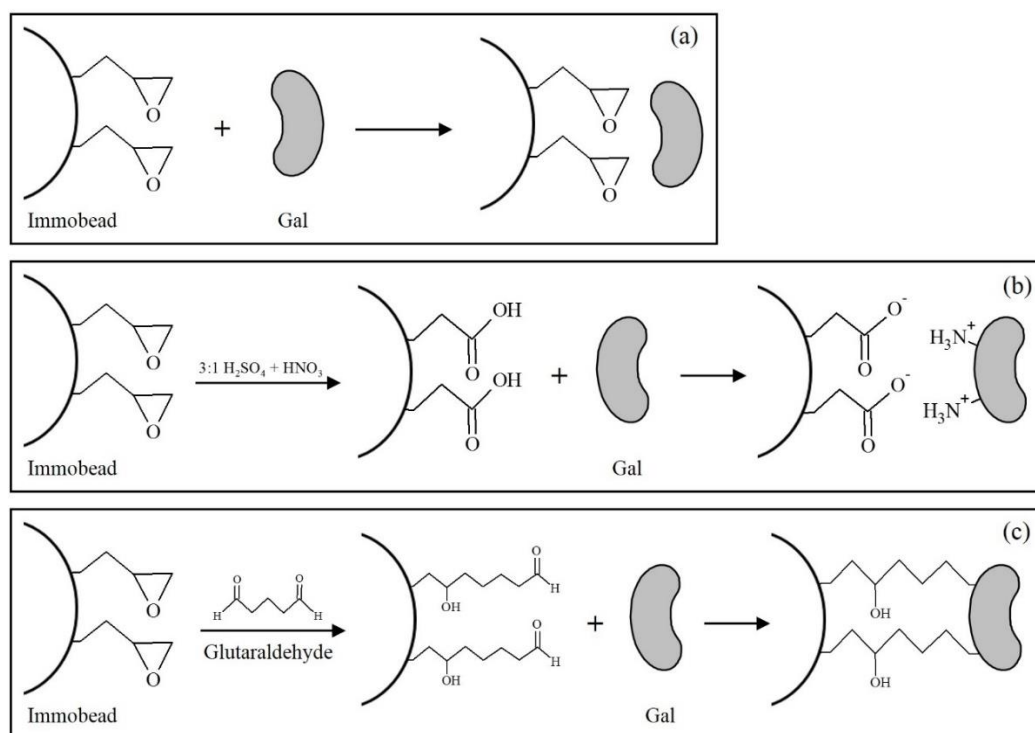 (a)
O
O
+
O
O
Immobead
Gal
(b)
O
O
3:1 H₂SO₄ + HNO₃
OH
O
OH
O
+
O⁻
O
O⁻
O
H₃N⁺
H₃N⁺
Immobead
Gal
(c)
O
O
O
O
H
H
Glutaraldehyde
O
H
OH
O
H
OH
+
OH
OH
Immobead
Gal